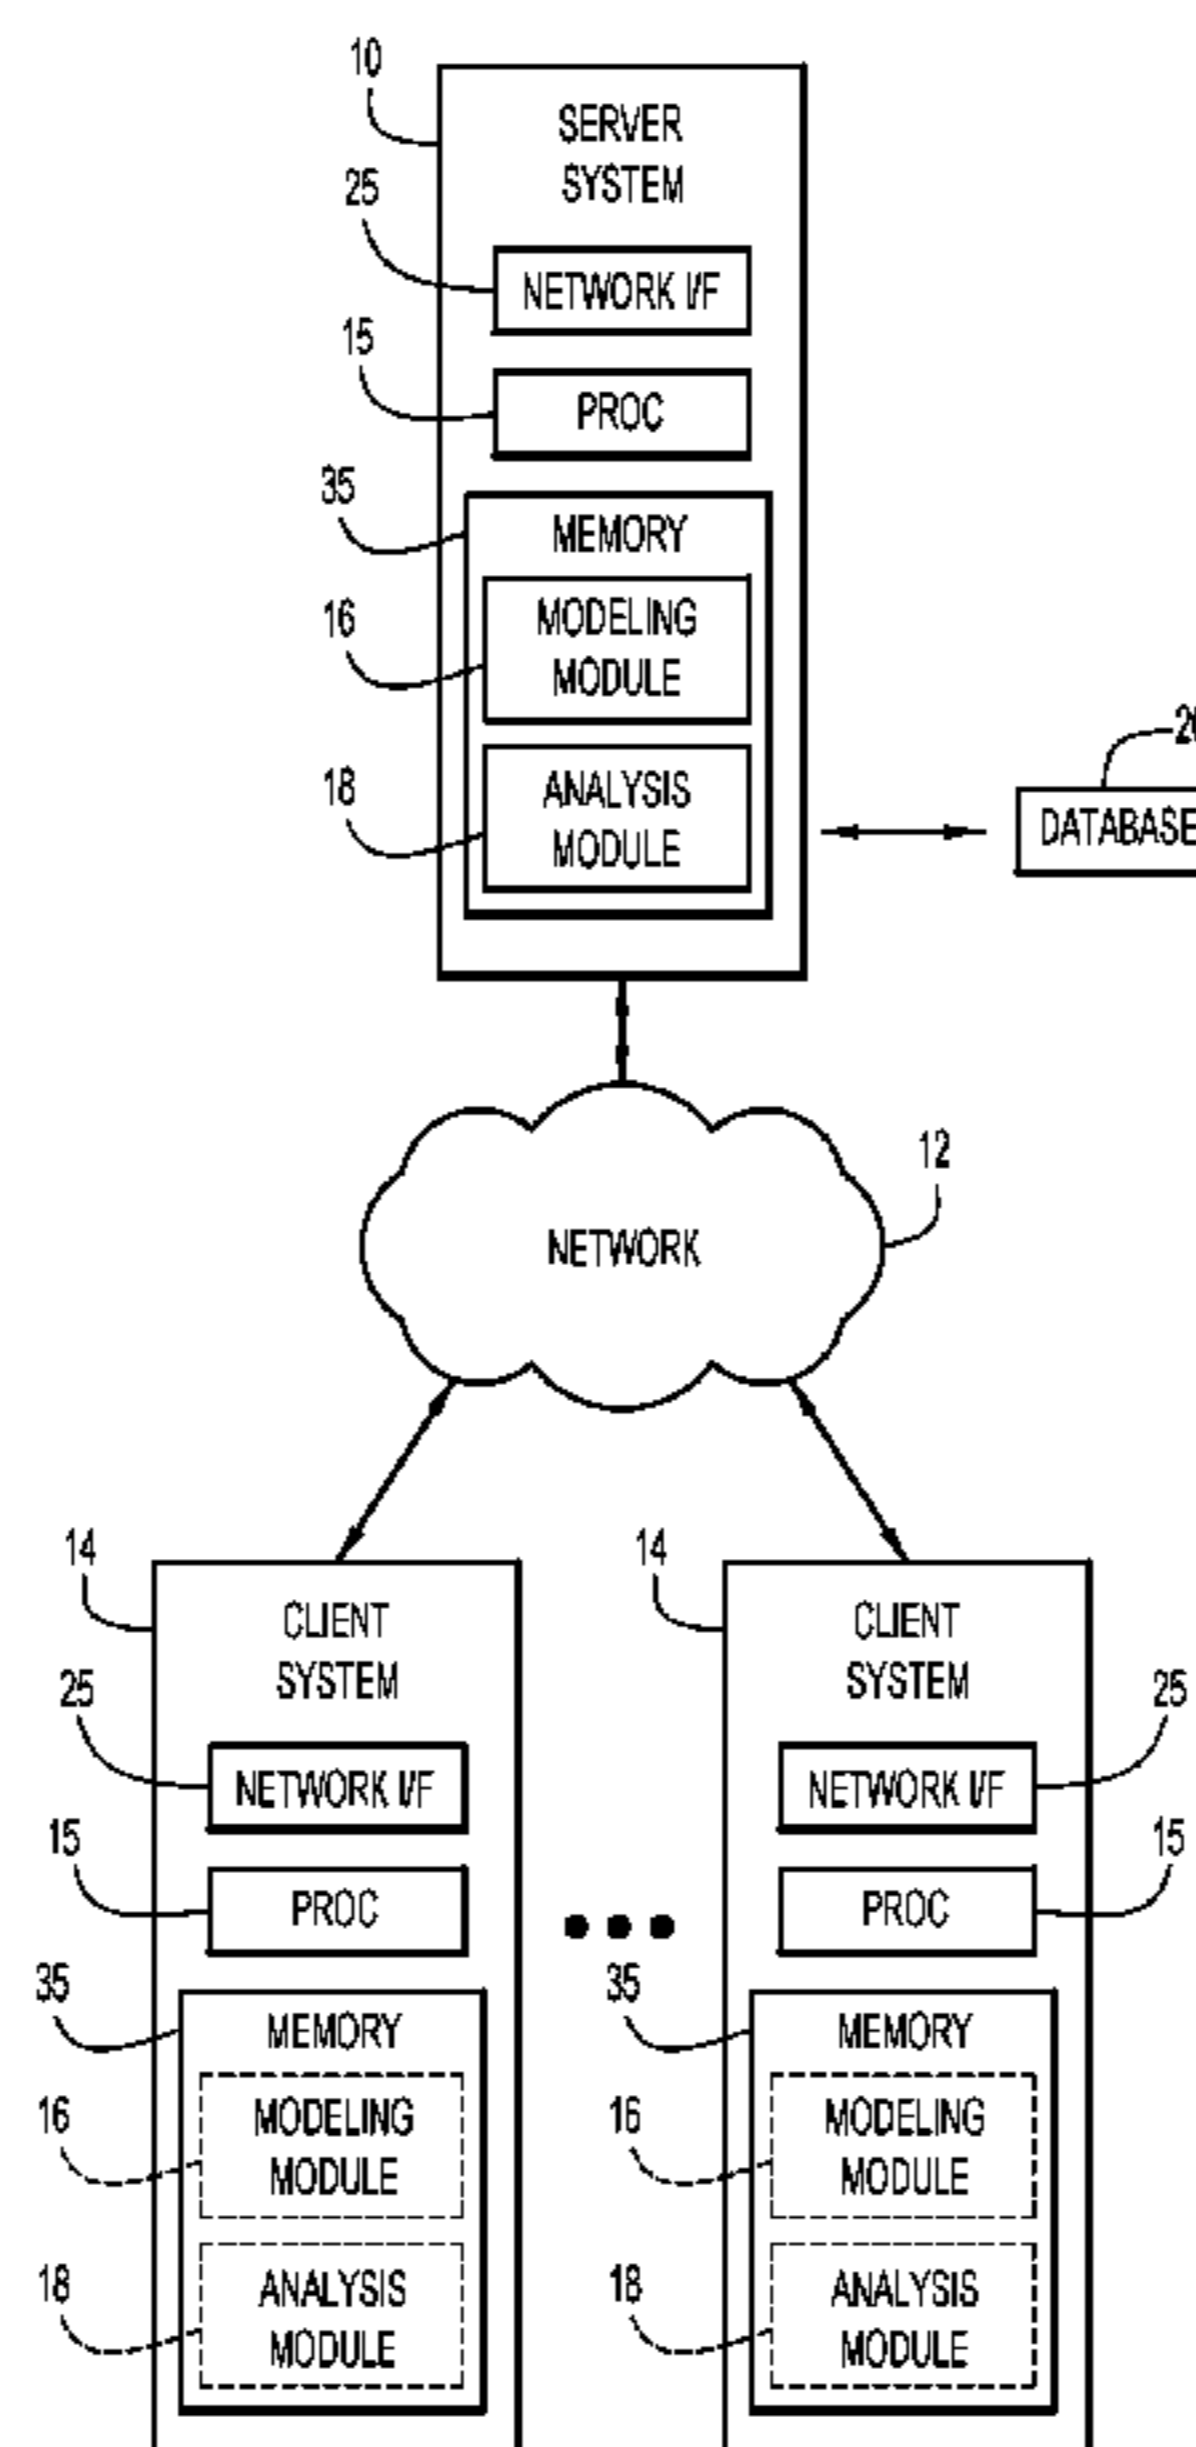 10
SERVER
SYSTEM
25
NETWORK I/F
15
PROC
35
MEMORY
16
MODELING
MODULE
18
ANALYSIS
MODULE
DATABASE
12
NETWORK
14
CLIENT
SYSTEM
25
NETWORK I/F
15
PROC
35
MEMORY
16
MODELING
MODULE
18
ANALYSIS
MODULE
14
CLIENT
SYSTEM
25
NETWORK I/F
15
PROC
35
MEMORY
16
MODELING
MODULE
18
ANALYSIS
MODULE